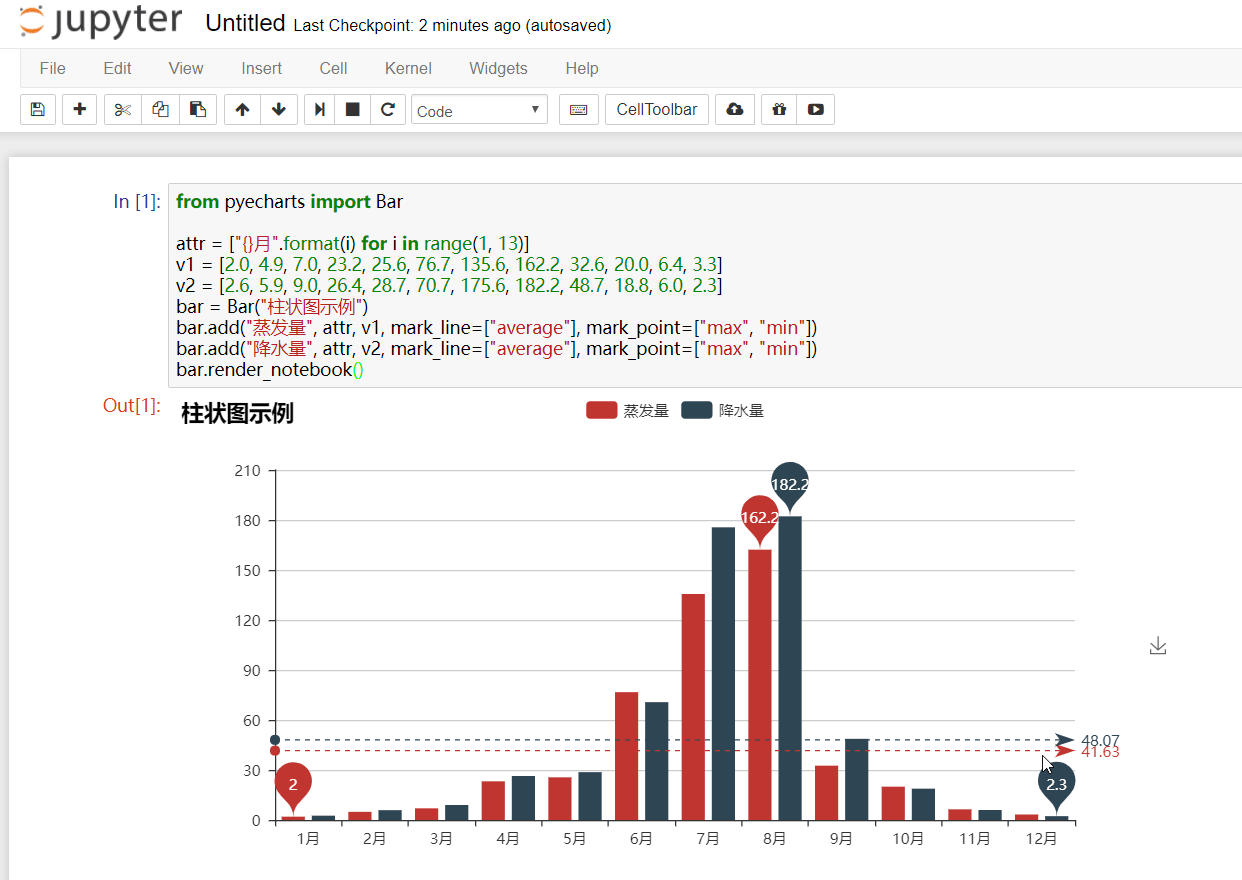 jupyter Untitled Last Checkpoint: 2 minutes ago (autosaved)
File Edit View Insert Cell Kernel Widgets Help
Code CellToolbar
In [1]:
from pyecharts import Bar
attr = ["{}月".format(i) for i in range(1, 13)]
v1 = [2.0, 4.9, 7.0, 23.2, 25.6, 76.7, 135.6, 162.2, 32.6, 20.0, 6.4, 3.3]
v2 = [2.6, 5.9, 9.0, 26.4, 28.7, 70.7, 175.6, 182.2, 48.7, 18.8, 6.0, 2.3]
bar = Bar("柱状图示例")
bar.add("蒸发量", attr, v1, mark_line=["average"], mark_point=["max", "min"])
bar.add("降水量", attr, v2, mark_line=["average"], mark_point=["max", "min"])
bar.render_notebook()
Out[1]:
柱状图示例
蒸发量 降水量
210
182.2
162.2
180
150
120
90
60
48.07
41.63
30
2
2.3
0
1月 2月 3月 4月 5月 6月 7月 8月 9月 10月 11月 12月